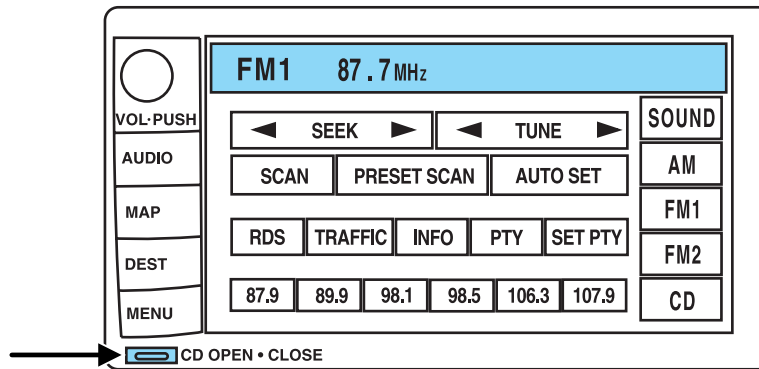 FM1 87.7MHz
VOL·PUSH
AUDIO
MAP
DEST
MENU
◄ SEEK ► ◄ TUNE ►
SCAN PRESET SCAN AUTO SET
RDS TRAFFIC INFO PTY SET PTY
87.9 89.9 98.1 98.5 106.3 107.9
SOUND
AM
FM1
FM2
CD
CD OPEN • CLOSE